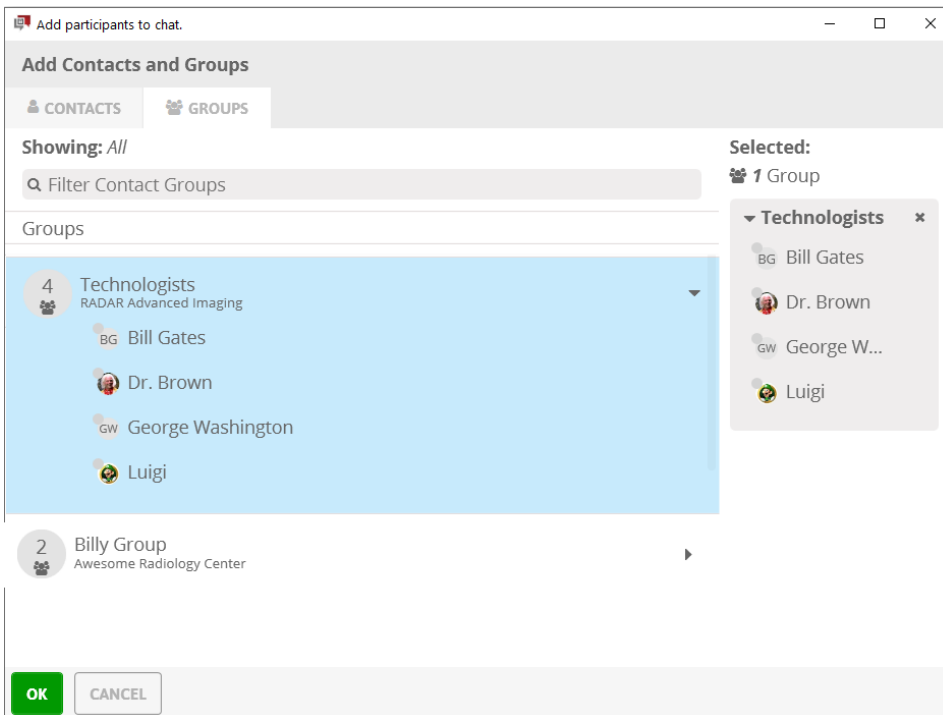 Add participants to chat.
Add Contacts and Groups
CONTACTS
GROUPS
Showing: All
Filter Contact Groups
Groups
4
Technologists
RADAR Advanced Imaging
BG Bill Gates
Dr. Brown
GW George Washington
Luigi
2
Billy Group
Awesome Radiology Center
Selected:
1 Group
Technologists
BG Bill Gates
Dr. Brown
GW George W...
Luigi
OK
CANCEL